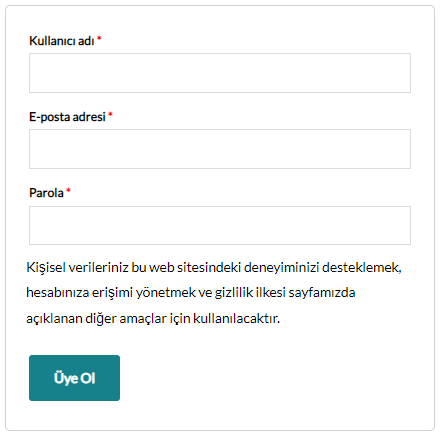 Kullanıcı adı *
E-posta adresi *
Parola *
Kişisel verileriniz bu web sitesindeki deneyiminizi desteklemek,
hesabınıza erişimi yönetmek ve gizlilik ilkesi sayfamızda
açıklanan diğer amaçlar için kullanılacaktır.
Üye Ol